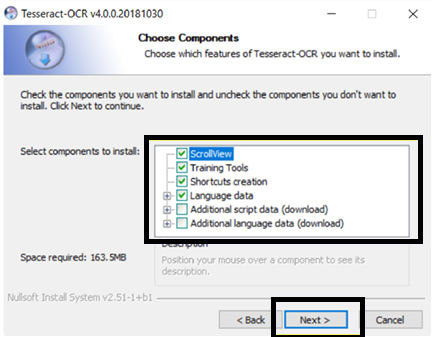 Tesseract-OCR v4.0.0.20181030
Choose Components
Choose which features of Tesseract-OCR you want to install.
Check the components you want to install and uncheck the components you don't want to
install. Click Next to continue.
Select components to install:
ScrollView
Training Tools
Shortcuts creation
Language data
Additional script data (download)
Additional language data (download)
Description
Space required: 163.5MB
Position your mouse over a component to see its
description.
Nullsoft Install System v2.51-1+b1
< Back
Next >
Cancel